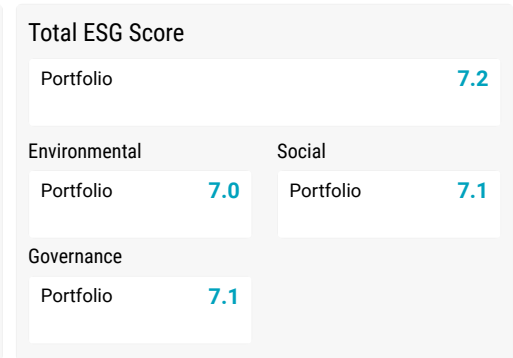 Total ESG Score
Portfolio 7.2
Environmental Social
Portfolio 7.0 Portfolio 7.1
Governance
Portfolio 7.1